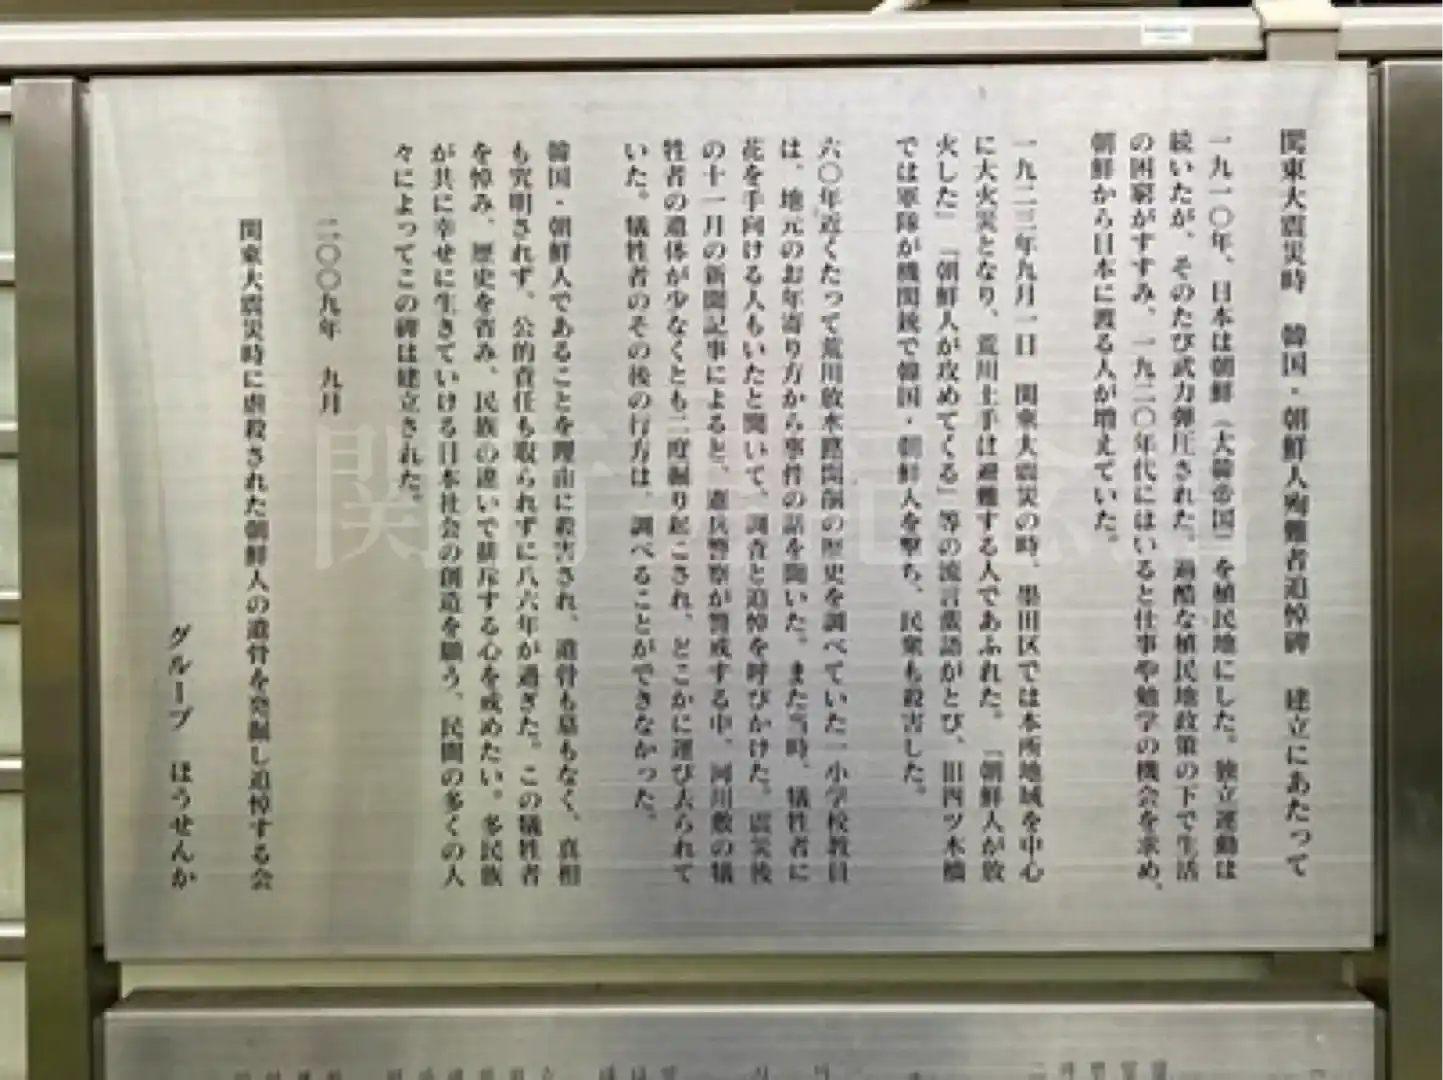 関東大震災時　韓国・朝鮮人殉難者追悼碑　建立にあたって
一九一〇年、日本は朝鮮（大韓帝国）を植民地にした。独立運動は
続いたが、そのたび武力弾圧された。過酷な植民地政策の下で生活
の困窮がすすみ、一九二〇年代にはいると仕事や勉学の機会を求め、
朝鮮から日本に渡る人が増えていた。
一九二三年九月一日　関東大震災の時、墨田区では本所地域を中心
に大火災となり、荒川土手は避難する人であふれた。「朝鮮人が放
火した」「朝鮮人が攻めてくる」等の流言蜚語がとび、旧四ツ木橋
では軍隊が機関銃で韓国・朝鮮人を撃ち、民衆も殺害した。
六〇年近くたって荒川放水路開削の歴史を調べていた一小学校教員
は、地元のお年寄り方から事件の話を聞いた。また当時、犠牲者に
花を手向ける人もいたと聞いて、調査と追悼を呼びかけた。震災後
の十一月の新聞記事によると、憲兵警察が警戒する中、河川敷の犠
牲者の遺体が少なくとも二度掘り起こされ、どこかに運び去られて
いた。犠牲者のその後の行方は、調べることができなかった。
韓国・朝鮮人であることを理由に殺害され、遺骨も墓もなく、真相
も究明されず、公的責任も取られずに八六年が過ぎた。この犠牲者
を悼み、歴史を省み、民族の違いで排斥する心を戒めたい。多民族
が共に幸せに生きていける日本社会の創造を願う、民間の多くの人
々によってこの碑は建立された。
二〇〇九年　九月
関東大震災時に虐殺された朝鮮人の遺骨を発掘し追悼する会
グループ　ほうせんか